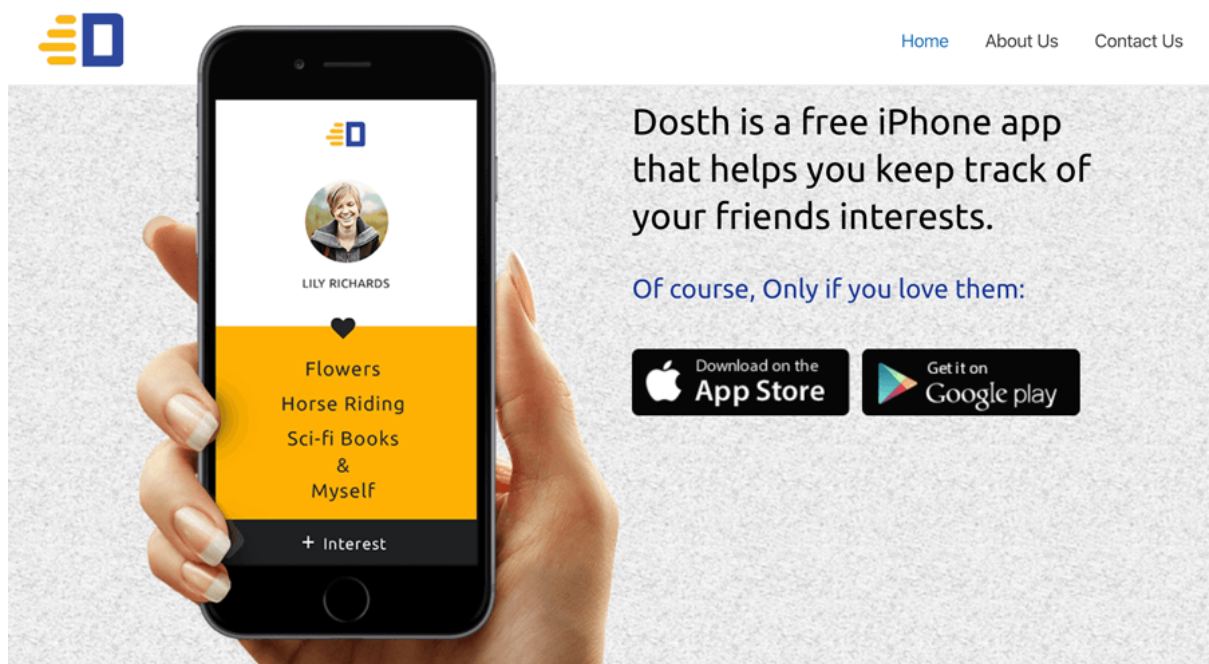 D
Home
About Us
Contact Us
D
LILY RICHARDS
Flowers
Horse Riding
Sci-fi Books
&
Myself
+ Interest
Dosth is a free iPhone app
that helps you keep track of
your friends interests.
Of course, Only if you love them:
Download on the
App Store
Get it on
Google play